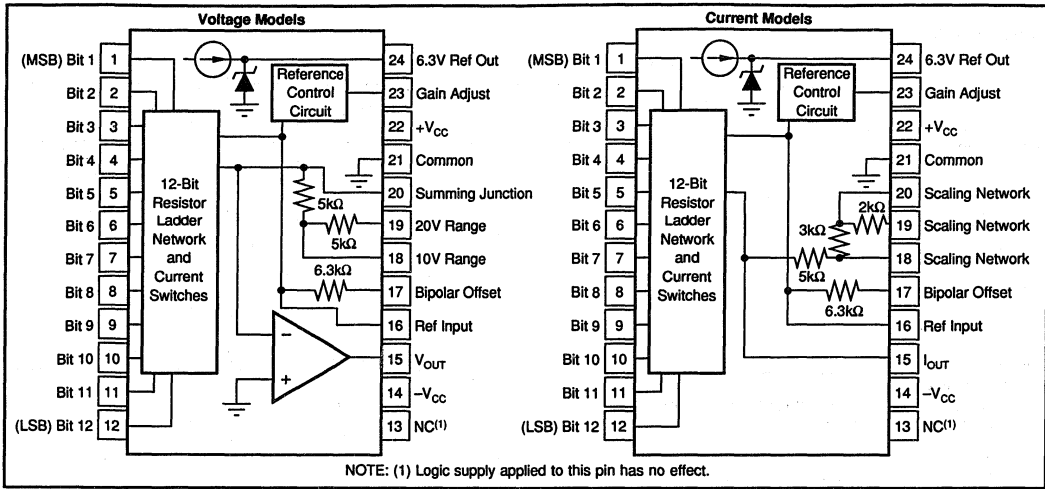 Voltage Models
(MSB) Bit 1 1
Bit 2 2
Bit 3 3
Bit 4 4
Bit 5 5
Bit 6 6
Bit 7 7
Bit 8 8
Bit 9 9
Bit 10 10
Bit 11 11
(LSB) Bit 12 12
12-Bit
Resistor
Ladder
Network
and
Current
Switches
Reference
Control
Circuit
5kΩ
5kΩ
6.3kΩ
−
+
24 6.3V Ref Out
23 Gain Adjust
22 +VCC
21 Common
20 Summing Junction
19 20V Range
18 10V Range
17 Bipolar Offset
16 Ref Input
15 VOUT
14 −VCC
13 NC(1)
Current Models
(MSB) Bit 1 1
Bit 2 2
Bit 3 3
Bit 4 4
Bit 5 5
Bit 6 6
Bit 7 7
Bit 8 8
Bit 9 9
Bit 10 10
Bit 11 11
(LSB) Bit 12 12
12-Bit
Resistor
Ladder
Network
and
Current
Switches
Reference
Control
Circuit
2kΩ
3kΩ
5kΩ
6.3kΩ
24 6.3V Ref Out
23 Gain Adjust
22 +VCC
21 Common
20 Scaling Network
19 Scaling Network
18 Scaling Network
17 Bipolar Offset
16 Ref Input
15 IOUT
14 −VCC
13 NC(1)
NOTE: (1) Logic supply applied to this pin has no effect.